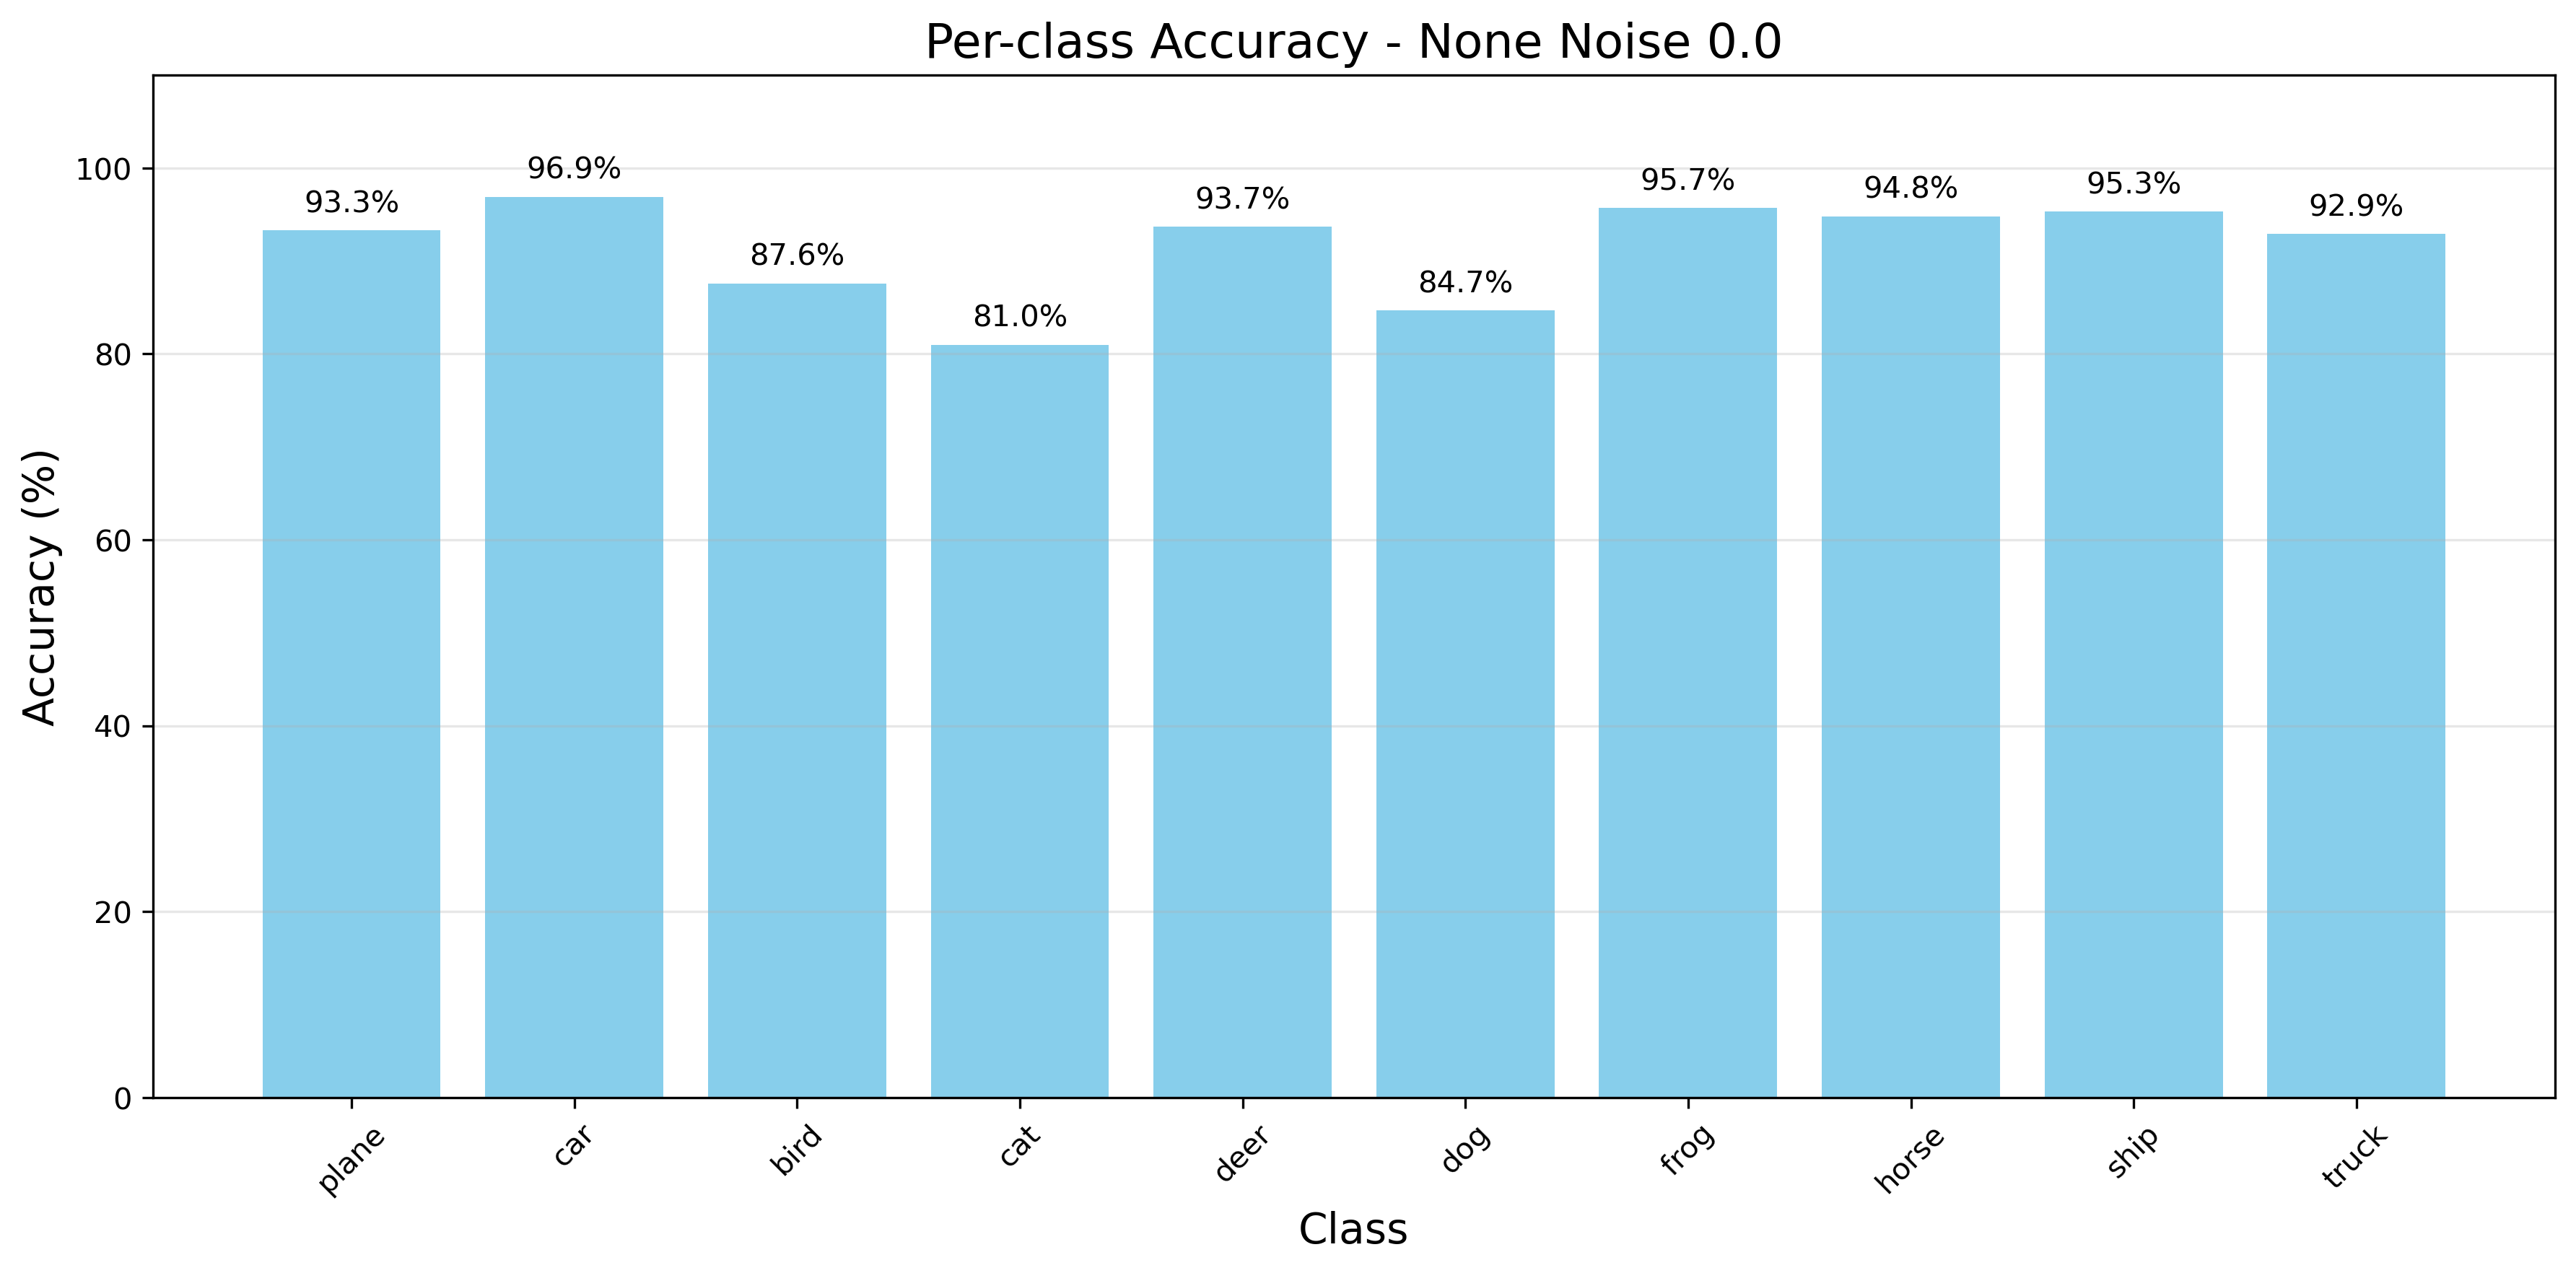 Per-class Accuracy - None Noise 0.0
Accuracy (%)
100
80
60
40
20
0
93.3%
96.9%
87.6%
81.0%
93.7%
84.7%
95.7%
94.8%
95.3%
92.9%
plane
car
bird
cat
deer
dog
frog
horse
ship
truck
Class